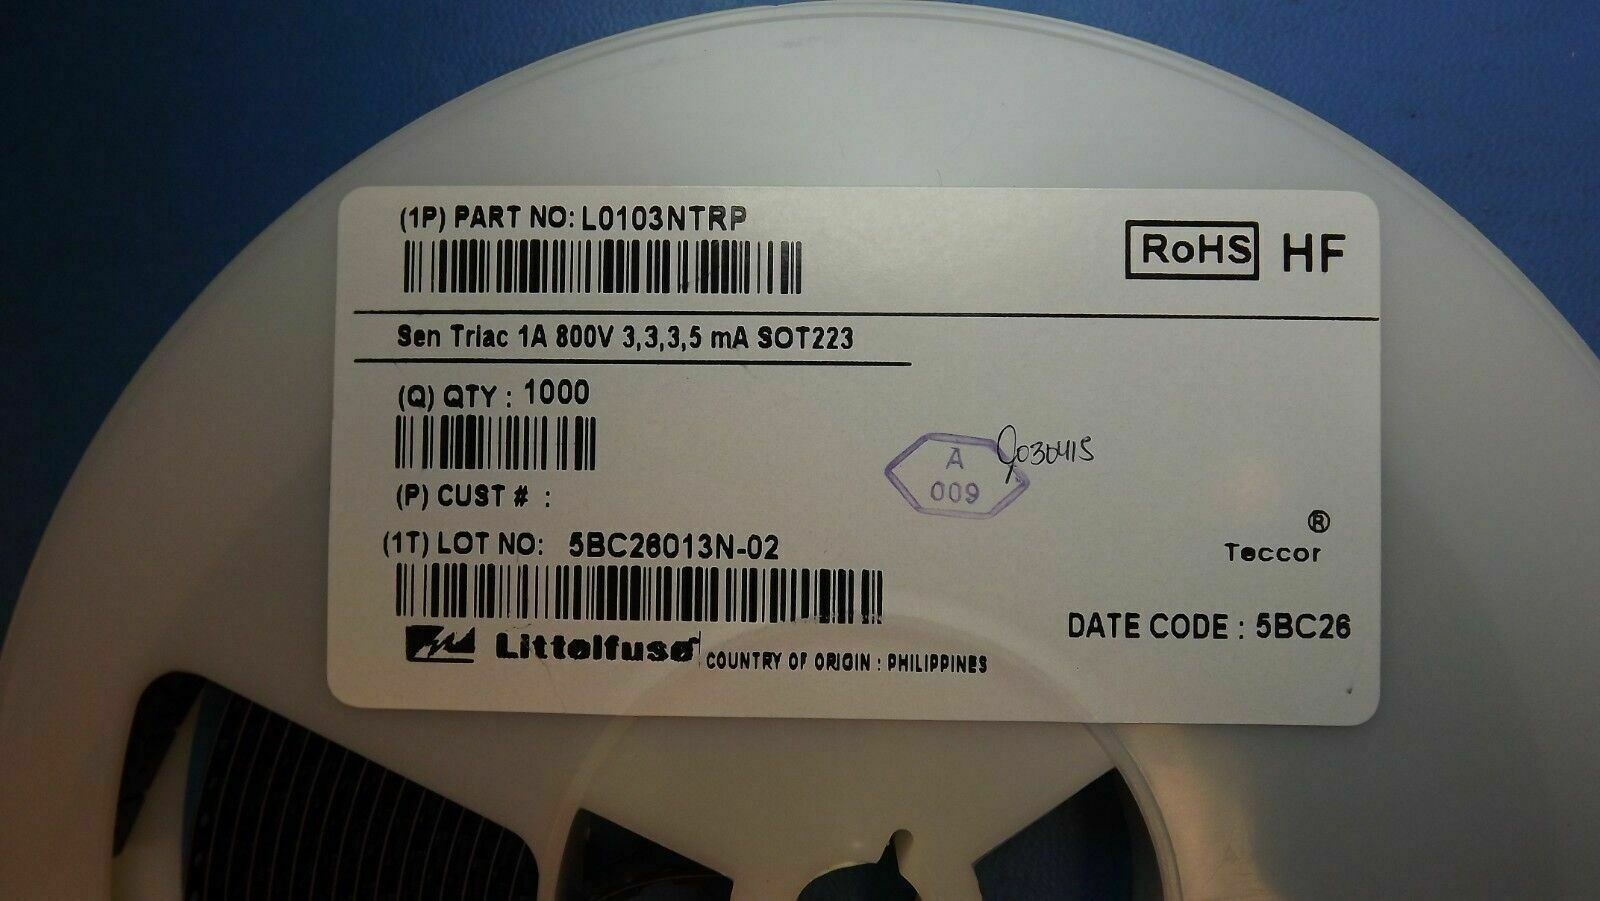 (1P) PART NO: L0103NTRP
RoHS HF
Sen Triac 1A 800V 3,3,3,5 mA SOT223
(Q) QTY : 1000
A
009
(P) CUST # :
(1T) LOT NO: 5BC26013N-02
®
Teccor
DATE CODE : 5BC26
Littelfuse
COUNTRY OF ORIGIN : PHILIPPINES